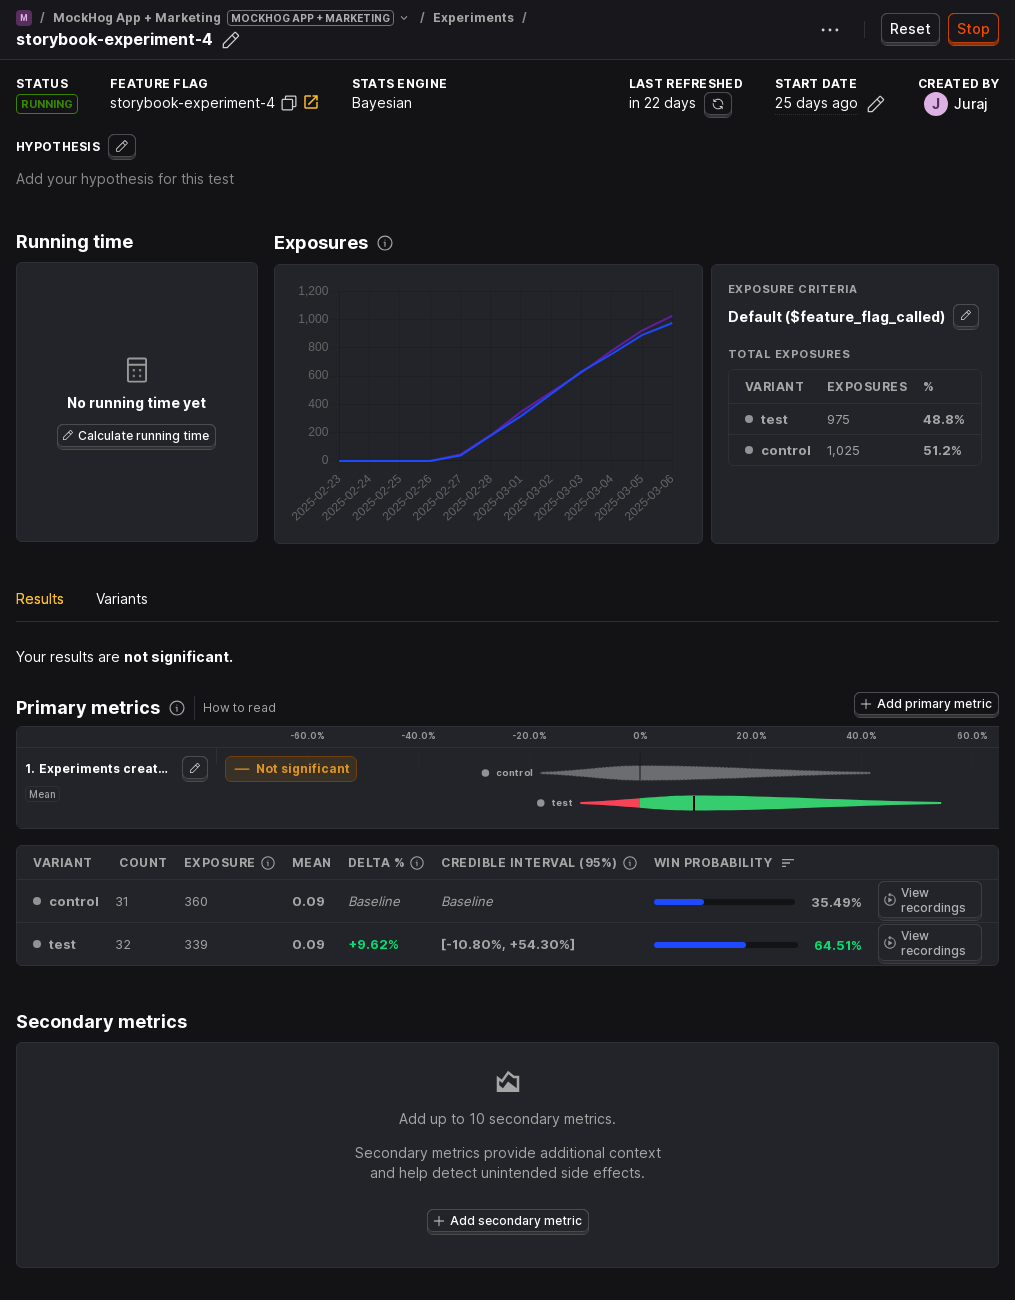 M / MockHog App + Marketing MOCKHOG APP + MARKETING / Experiments /
storybook-experiment-4
Reset
Stop
STATUS
RUNNING
FEATURE FLAG
storybook-experiment-4
STATS ENGINE
Bayesian
LAST REFRESHED
in 22 days
START DATE
25 days ago
CREATED BY
J Juraj
HYPOTHESIS
Add your hypothesis for this test
Running time
No running time yet
Calculate running time
Exposures
1,200
1,000
800
600
400
200
0
2025-02-23
2025-02-24
2025-02-25
2025-02-26
2025-02-27
2025-02-28
2025-03-01
2025-03-02
2025-03-03
2025-03-04
2025-03-05
2025-03-06
EXPOSURE CRITERIA
Default ($feature_flag_called)
TOTAL EXPOSURES
VARIANT EXPOSURES %
test 975 48.8%
control 1,025 51.2%
Results Variants
Your results are not significant.
Primary metrics How to read
Add primary metric
-60.0% -40.0% -20.0% 0% 20.0% 40.0% 60.0%
1. Experiments creat...
Mean
Not significant
control
test
VARIANT COUNT EXPOSURE MEAN DELTA % CREDIBLE INTERVAL (95%) WIN PROBABILITY
control 31 360 0.09 Baseline Baseline 35.49% View recordings
test 32 339 0.09 +9.62% [-10.80%, +54.30%] 64.51% View recordings
Secondary metrics
Add up to 10 secondary metrics.
Secondary metrics provide additional context
and help detect unintended side effects.
Add secondary metric